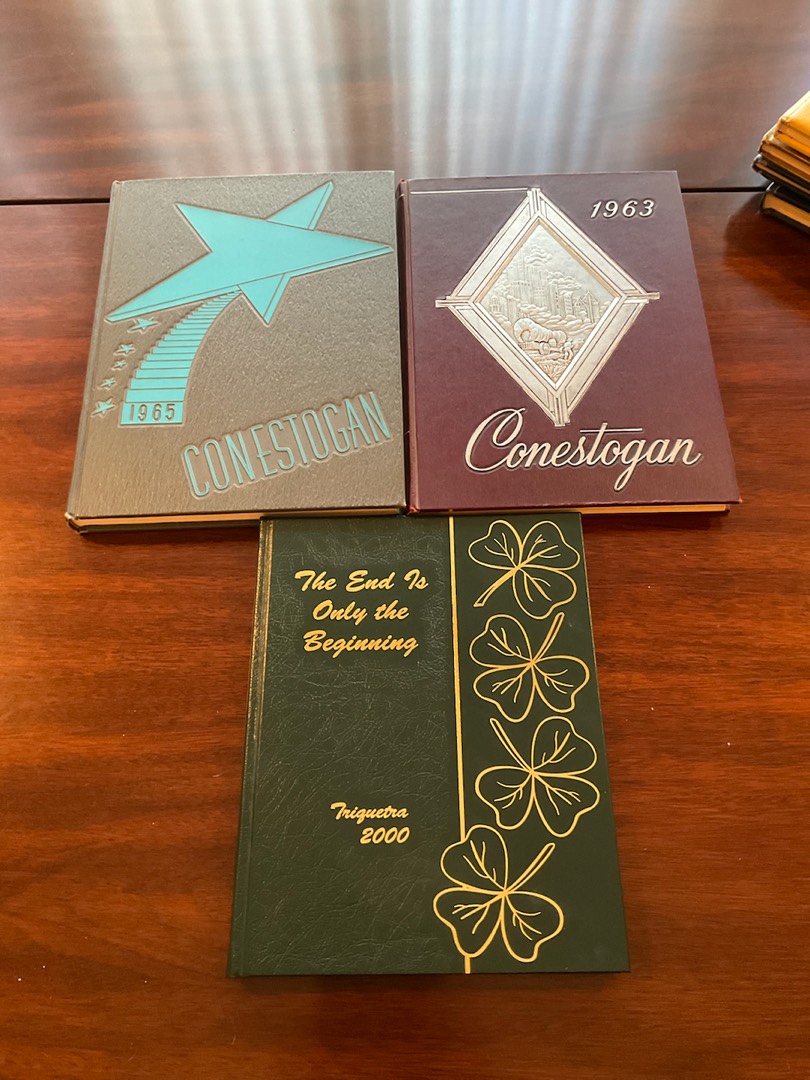 1965
CONESTOGAN
1963
Conestogan
The End Is
Only the
Beginning
Triquetra
2000